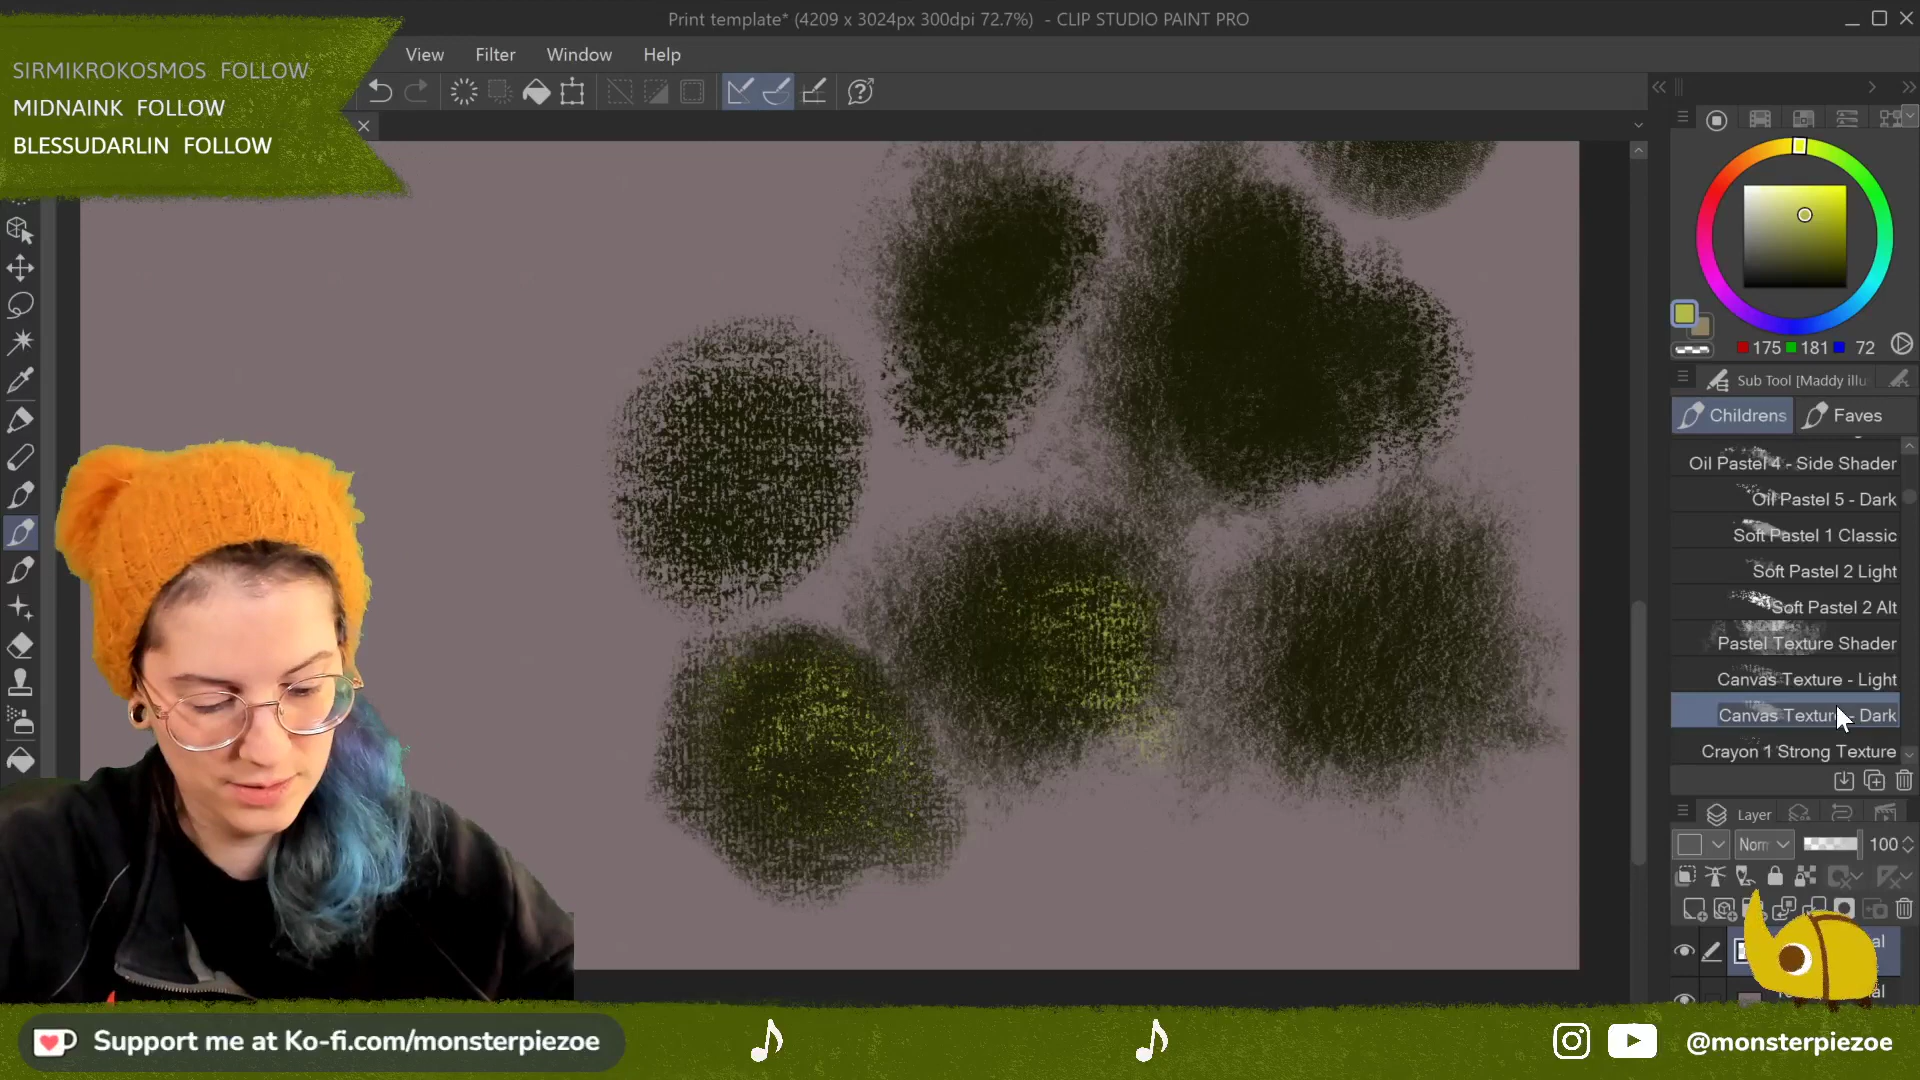 Print template* (4209 x 3024px 300dpi 72.7%) - CLIP STUDIO PAINT PRO
SIRMIKROKOSMOS FOLLOW
MIDNAINK FOLLOW
BLESSUDARLIN FOLLOW
View Filter Window Help
175 181 72
Sub Tool [Maddy illu
Childrens Faves
Oil Pastel 4 - Side Shader
Oil Pastel 5 - Dark
Soft Pastel 1 Classic
Soft Pastel 2 Light
Soft Pastel 2 Alt
Pastel Texture Shader
Canvas Texture - Light
Canvas Texture - Dark
Crayon 1 Strong Texture
Layer
Norn 100
Support me at Ko-fi.com/monsterpiezoe
@monsterpiezoe